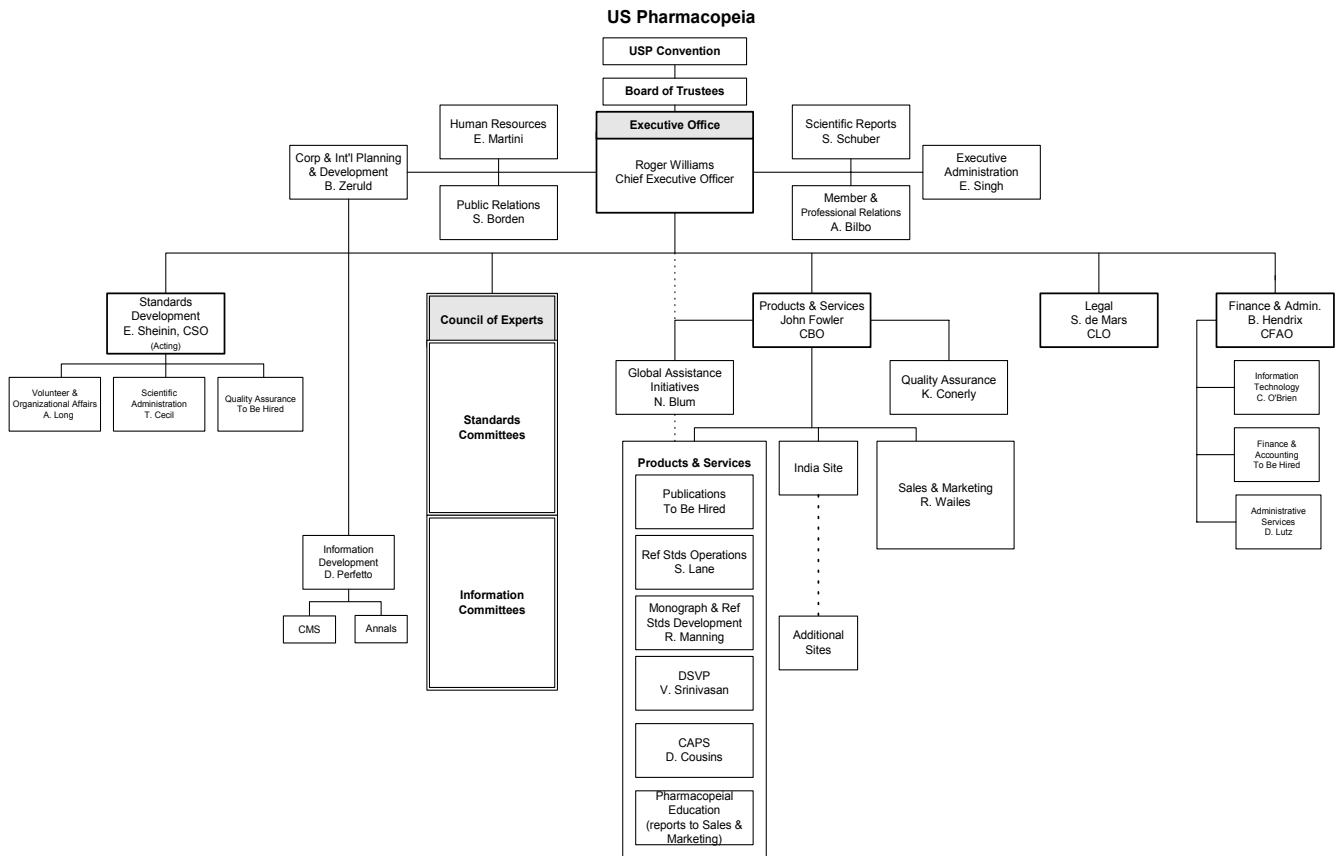 US Pharmacopeia
USP Convention
Board of Trustees
Executive Office
Roger Williams
Chief Executive Officer
Human Resources
E. Martini
Scientific Reports
S. Schuber
Corp & Int'l Planning
& Development
B. Zeruld
Executive
Administration
E. Singh
Public Relations
S. Borden
Member &
Professional Relations
A. Bilbo
Standards
Development
E. Sheinin, CSO
(Acting)
Council of Experts
Products & Services
John Fowler
CBO
Legal
S. de Mars
CLO
Finance & Admin.
B. Hendrix
CFAO
Volunteer &
Organizational Affairs
A. Long
Scientific
Administration
T. Cecil
Quality Assurance
To Be Hired
Global Assistance
Initiatives
N. Blum
Quality Assurance
K. Conerly
Information
Technology
C. O'Brien
Standards
Committees
Finance &
Accounting
To Be Hired
Products & Services
Publications
To Be Hired
India Site
Sales & Marketing
R. Wailes
Administrative
Services
D. Lutz
Information
Development
D. Perfetto
Ref Stds Operations
S. Lane
Information
Committees
CMS
Annals
Monograph & Ref
Stds Development
R. Manning
Additional
Sites
DSVP
V. Srinivasan
CAPS
D. Cousins
Pharmacopeial
Education
(reports to Sales &
Marketing)